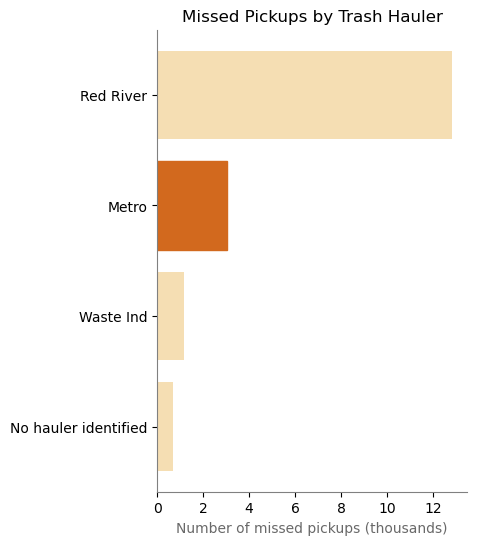 Missed Pickups by Trash Hauler
Red River
Metro
Waste Ind
No hauler identified
0 2 4 6 8 10 12
Number of missed pickups (thousands)